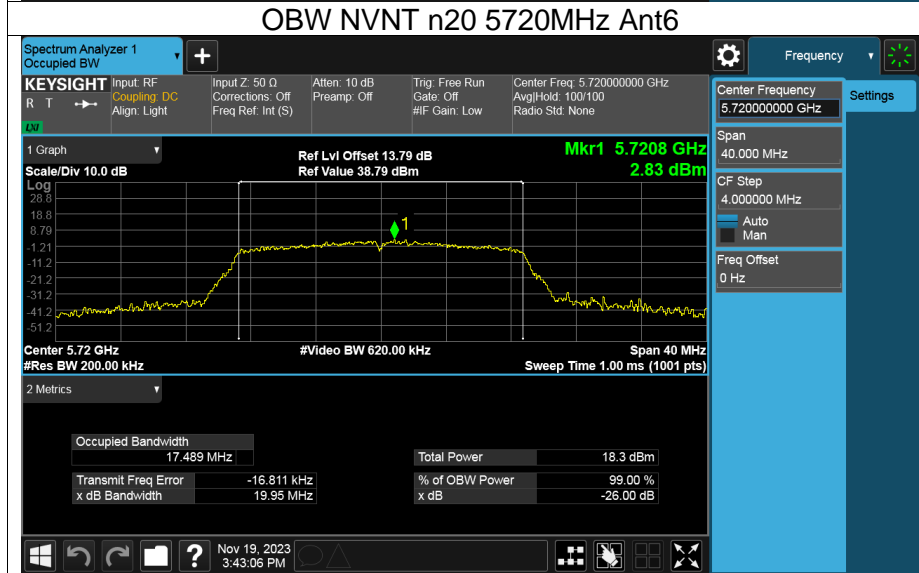 OBW NVNT n20 5720MHz Ant6
Spectrum Analyzer 1
Occupied BW
+
Frequency
KEYSIGHT
R T
LXI
Input: RF
Coupling: DC
Align: Light
Input Z: 50 Ω
Corrections: Off
Freq Ref: Int (S)
Atten: 10 dB
Preamp: Off
Trig: Free Run
Gate: Off
#IF Gain: Low
Center Freq: 5.720000000 GHz
Avg|Hold: 100/100
Radio Std: None
Center Frequency
5.720000000 GHz
Settings
Span
40.000 MHz
CF Step
4.000000 MHz
Auto
Man
Freq Offset
0 Hz
1 Graph
Scale/Div 10.0 dB
Ref Lvl Offset 13.79 dB
Ref Value 38.79 dBm
Mkr1 5.7208 GHz
2.83 dBm
Log
28.8
18.8
8.79
-1.21
-11.2
-21.2
-31.2
-41.2
-51.2
1
Center 5.72 GHz
#Res BW 200.00 kHz
#Video BW 620.00 kHz
Span 40 MHz
Sweep Time 1.00 ms (1001 pts)
2 Metrics
Occupied Bandwidth
17.489 MHz
Total Power 18.3 dBm
Transmit Freq Error -16.811 kHz
% of OBW Power 99.00 %
x dB Bandwidth 19.95 MHz
x dB -26.00 dB
?
Nov 19, 2023
3:43:06 PM